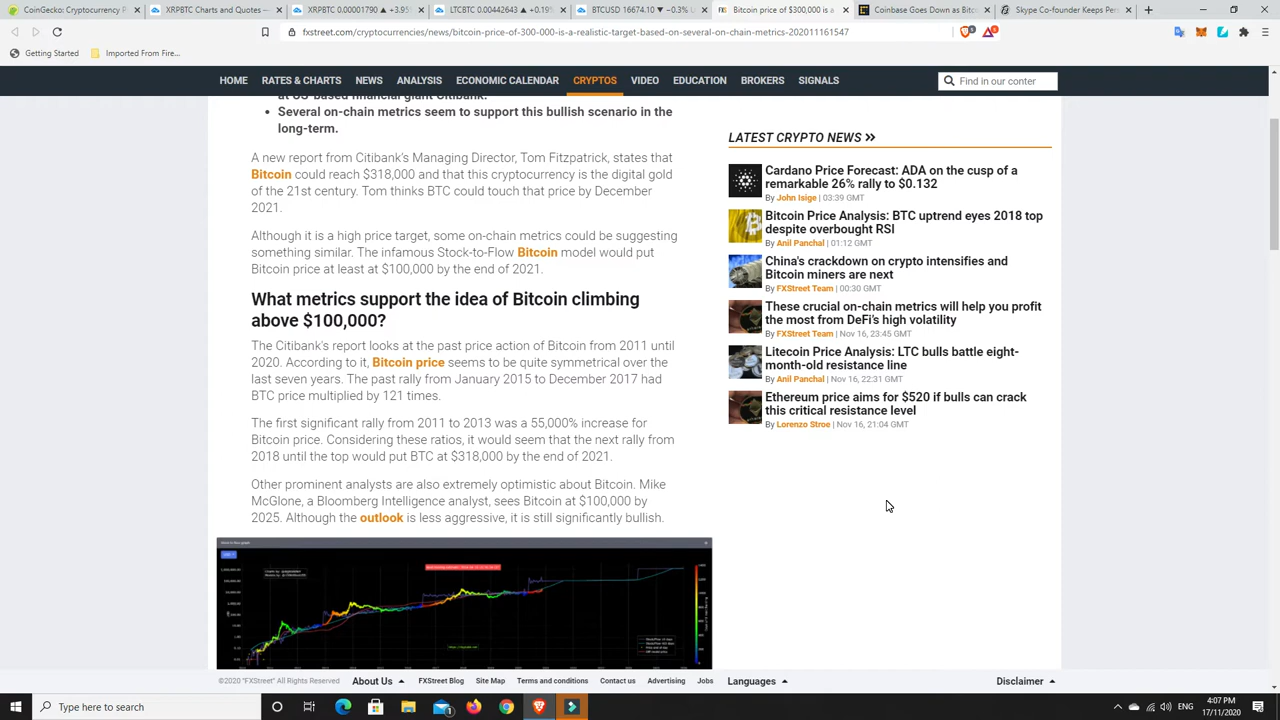 CoinGecko: Cryptocurrency Pri
XRPBTC Charts and Quotes
XRPBTC 0.00001790 ▲ +3.95
LTCBTC 0.00442643 ▲ +0.19
BTCUSD 16674.10 ▼ −0.3% U
Bitcoin price of $300,000 is a
Coinbase Down? Bitcoin
Skype Co-Founder Keeps Pers
fxstreet.com/cryptocurrencies/news/bitcoin-price-of-300-000-is-a-realistic-target-based-on-several-on-chain-metrics-202011161547
Getting Started
Imported From Fire...
HOME RATES & CHARTS NEWS ANALYSIS ECONOMIC CALENDAR CRYPTOS VIDEO EDUCATION BROKERS SIGNALS
Find in our conter
based financial giant Citibank.
• Several on-chain metrics seem to support this bullish scenario in the
long-term.
A new report from Citibank's Managing Director, Tom Fitzpatrick, states that
Bitcoin could reach $318,000 and that this cryptocurrency is the digital gold
of the 21st century. Tom thinks BTC could touch that price by December
2021.
Although it is a high price target, some on-chain metrics could be suggesting
something similar. The infamous Stock-to-Flow Bitcoin model would put
Bitcoin price at least at $100,000 by the end of 2021.
What metrics support the idea of Bitcoin climbing
above $100,000?
The Citibank's report looks at the past price action of Bitcoin from 2011 until
2020. According to it, Bitcoin price seems to be quite symmetrical over the
last seven years. The past rally from January 2015 to December 2017 had
BTC price multiplied by 121 times.
The first significant rally from 2011 to 2013 was a 55,000% increase for
Bitcoin price. Considering these ratios, it would seem that the next rally from
2018 until the top would put BTC at $318,000 by the end of 2021.
Other prominent analysts are also extremely optimistic about Bitcoin. Mike
McGlone, a Bloomberg Intelligence analyst, sees Bitcoin at $100,000 by
2025. Although the outlook is less aggressive, it is still significantly bullish.
LATEST CRYPTO NEWS
Cardano Price Forecast: ADA on the cusp of a
remarkable 26% rally to $0.132
By John Isige | 03:39 GMT
Bitcoin Price Analysis: BTC uptrend eyes 2018 top
despite overbought RSI
By Anil Panchal | 01:12 GMT
China's crackdown on crypto intensifies and
Bitcoin miners are next
By FXStreet Team | 00:30 GMT
These crucial on-chain metrics will help you profit
the most from DeFi's high volatility
By FXStreet Team | Nov 16, 23:45 GMT
Litecoin Price Analysis: LTC bulls battle eight-
month-old resistance line
By Anil Panchal | Nov 16, 22:31 GMT
Ethereum price aims for $520 if bulls can crack
this critical resistance level
By Lorenzo Stroe | Nov 16, 21:04 GMT
©2020 "FXStreet" All Rights Reserved About Us FXStreet Blog Site Map Terms and conditions Contact us Advertising Jobs Languages Disclaimer
Type here to search
ENG
4:07 PM
17/11/2020